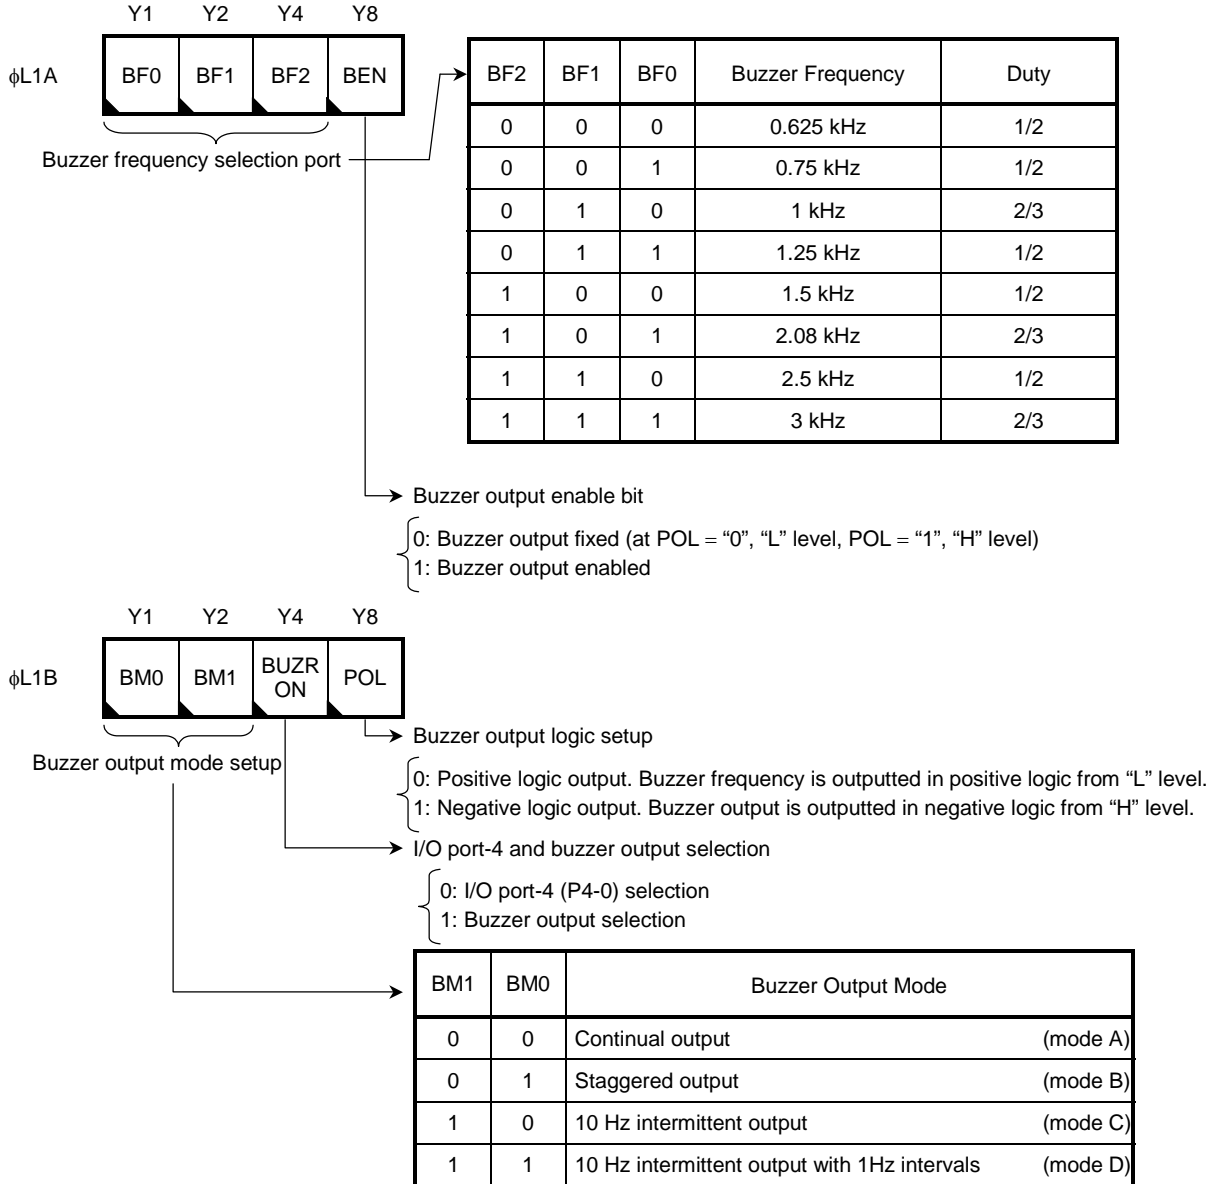 Y1 Y2 Y4 Y8
ϕL1A BF0 BF1 BF2 BEN
Buzzer frequency selection port
BF2 BF1 BF0 Buzzer Frequency Duty
0 0 0 0.625 kHz 1/2
0 0 1 0.75 kHz 1/2
0 1 0 1 kHz 2/3
0 1 1 1.25 kHz 1/2
1 0 0 1.5 kHz 1/2
1 0 1 2.08 kHz 2/3
1 1 0 2.5 kHz 1/2
1 1 1 3 kHz 2/3
Buzzer output enable bit
0: Buzzer output fixed (at POL = “0”, “L” level, POL = “1”, “H” level)
1: Buzzer output enabled
Y1 Y2 Y4 Y8
ϕL1B BM0 BM1 BUZR ON POL
Buzzer output mode setup
Buzzer output logic setup
0: Positive logic output. Buzzer frequency is outputted in positive logic from “L” level.
1: Negative logic output. Buzzer output is outputted in negative logic from “H” level.
I/O port-4 and buzzer output selection
0: I/O port-4 (P4-0) selection
1: Buzzer output selection
BM1 BM0 Buzzer Output Mode
0 0 Continual output (mode A)
0 1 Staggered output (mode B)
1 0 10 Hz intermittent output (mode C)
1 1 10 Hz intermittent output with 1Hz intervals (mode D)